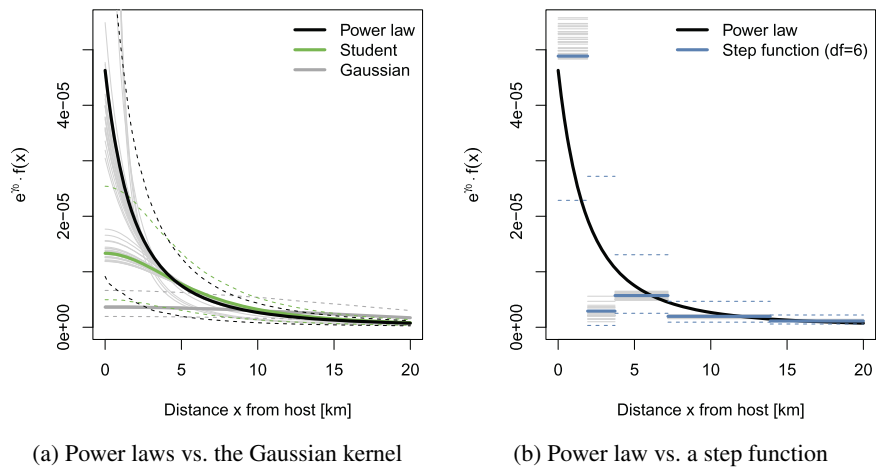 Power law
Student
Gaussian
0e+00 2e−05 4e−05
e^γ0 · f(x)
0 5 10 15 20
Distance x from host [km]
(a) Power laws vs. the Gaussian kernel
Power law
Step function (df=6)
0e+00 2e−05 4e−05
e^γ0 · f(x)
0 5 10 15 20
Distance x from host [km]
(b) Power law vs. a step function